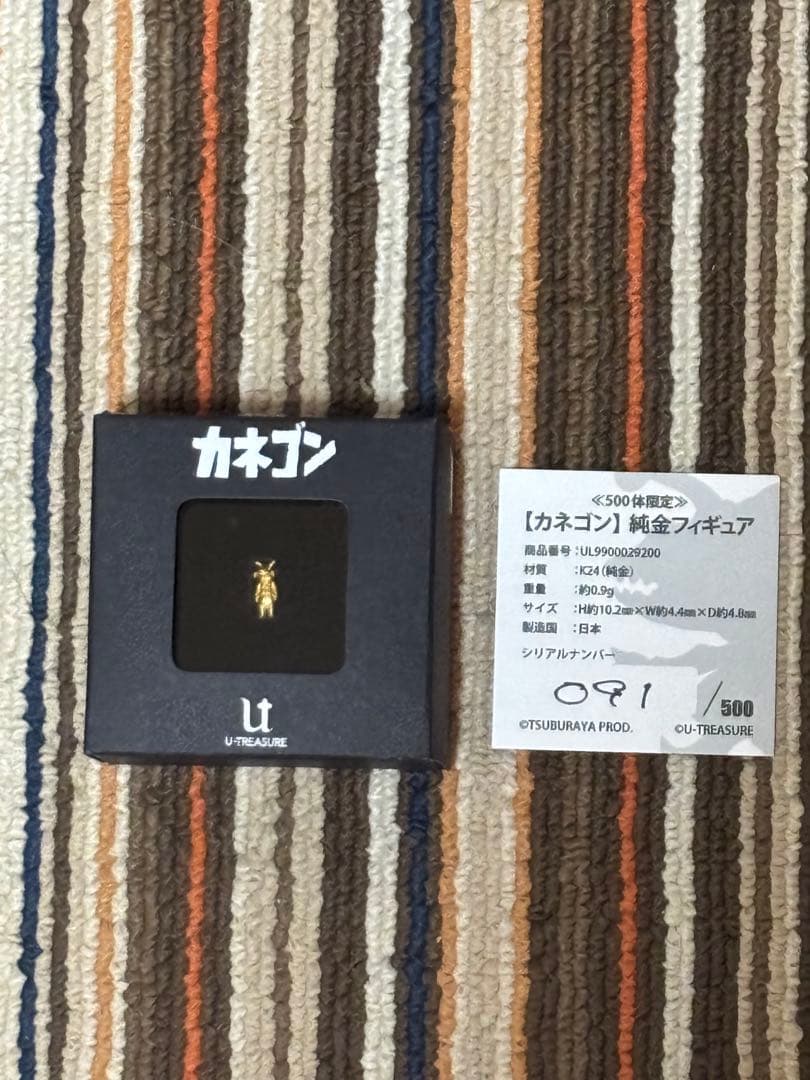 カネゴン
U-TREASURE
≪500体限定≫
【カネゴン】純金フィギュア
商品番号:UL9900029200
材質:K24(純金)
重量:約0.9g
サイズ:H約10.2㎜×W約4.4㎜×D約4.8㎜
製造国:日本
シリアルナンバー
091/500
©TSUBURAYA PROD. ©U-TREASURE